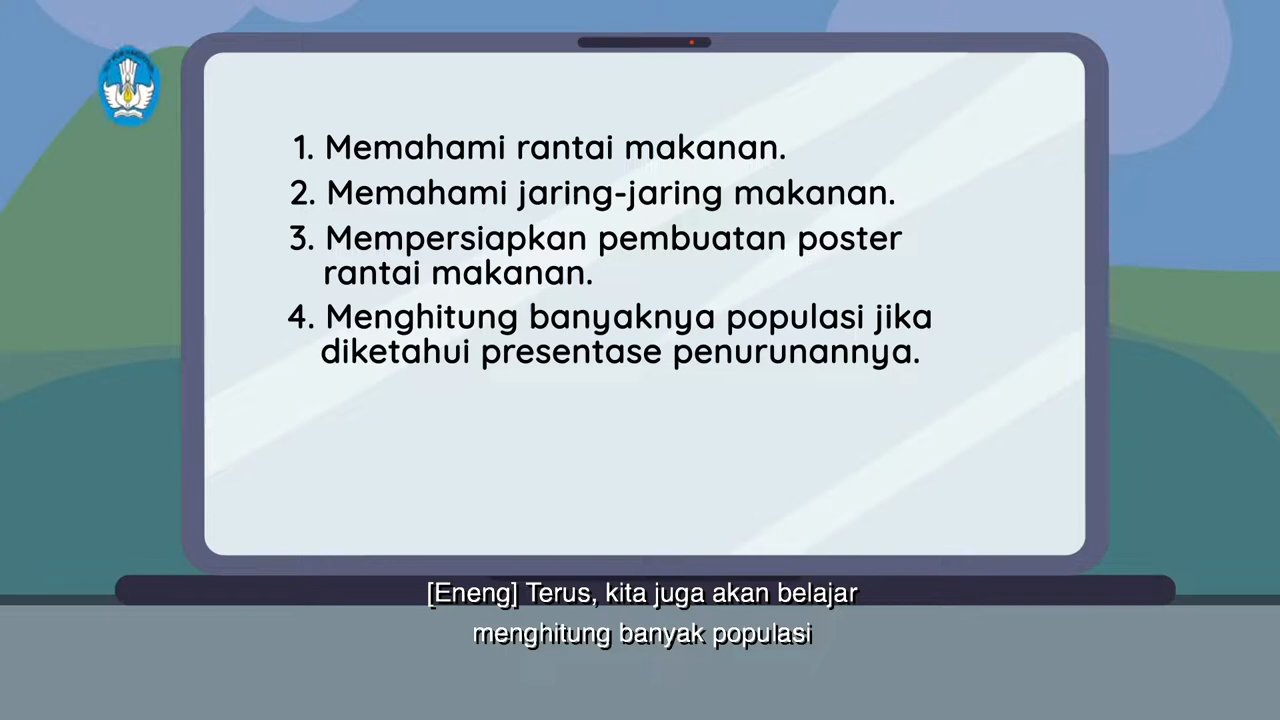 1. Memahami rantai makanan.
2. Memahami jaring-jaring makanan.
3. Mempersiapkan pembuatan poster
rantai makanan.
4. Menghitung banyaknya populasi jika
diketahui presentase penurunannya.
[Eneng] Terus, kita juga akan belajar
menghitung banyak populasi